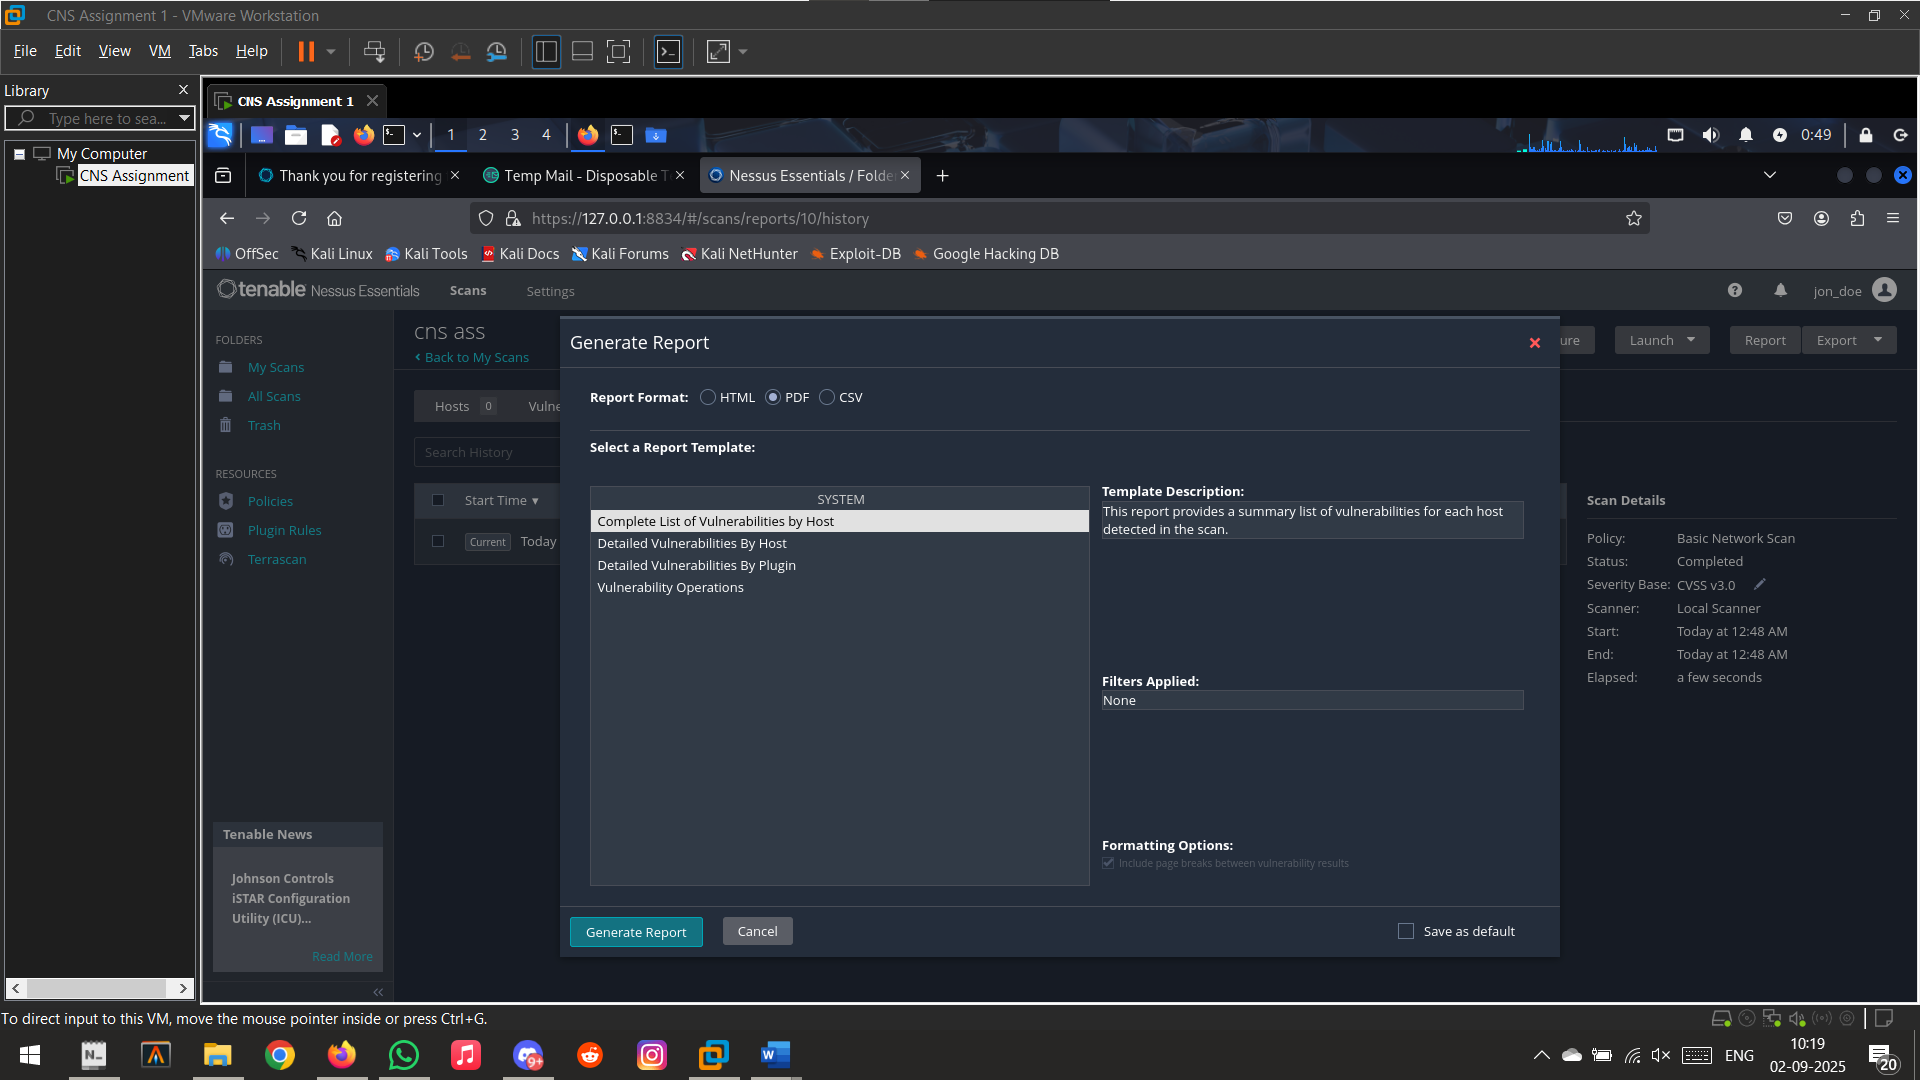 CNS Assignment 1 - VMware Workstation
File Edit View VM Tabs Help
Library
Type here to sea...
My Computer
CNS Assignment
CNS Assignment 1
1 2 3 4
0:49
Thank you for registering
Temp Mail - Disposable T
Nessus Essentials / Folde
https://127.0.0.1:8834/#/scans/reports/10/history
OffSec Kali Linux Kali Tools Kali Docs Kali Forums Kali NetHunter Exploit-DB Google Hacking DB
tenable Nessus Essentials Scans Settings jon_doe
FOLDERS
My Scans
All Scans
Trash
RESOURCES
Policies
Plugin Rules
Terrascan
Tenable News
Johnson Controls
iSTAR Configuration
Utility (ICU)...
Read More
cns ass
Back to My Scans
ure Launch Report Export
Hosts 0 Vulne
Search History
Start Time
Current Today
Generate Report
Report Format: HTML PDF CSV
Select a Report Template:
SYSTEM
Complete List of Vulnerabilities by Host
Detailed Vulnerabilities By Host
Detailed Vulnerabilities By Plugin
Vulnerability Operations
Template Description:
This report provides a summary list of vulnerabilities for each host
detected in the scan.
Filters Applied:
None
Formatting Options:
Include page breaks between vulnerability results
Generate Report Cancel Save as default
Scan Details
Policy: Basic Network Scan
Status: Completed
Severity Base: CVSS v3.0
Scanner: Local Scanner
Start: Today at 12:48 AM
End: Today at 12:48 AM
Elapsed: a few seconds
To direct input to this VM, move the mouse pointer inside or press Ctrl+G.
9+
ENG
10:19
02-09-2025
20